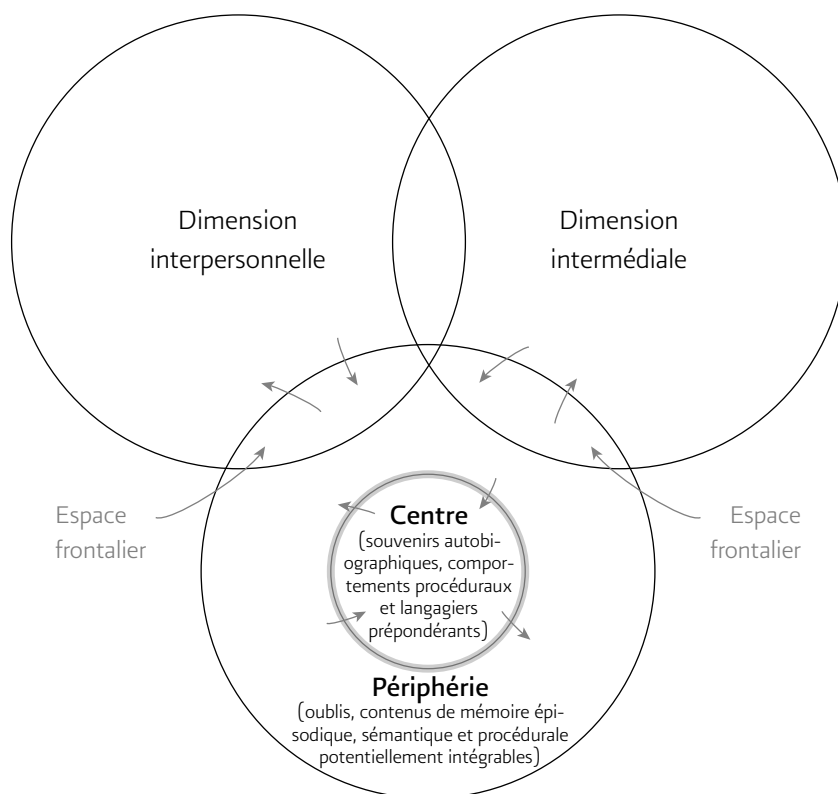 Dimension
interpersonnelle
Dimension
intermédiale
Espace
frontalier
Espace
frontalier
Centre
(souvenirs autobi-
ographiques, compor-
tements procéduraux
et langagiers
prépondérants)
Périphérie
(oublis, contenus de mémoire épi-
sodique, sémantique et procédurale
potentiellement intégrables)